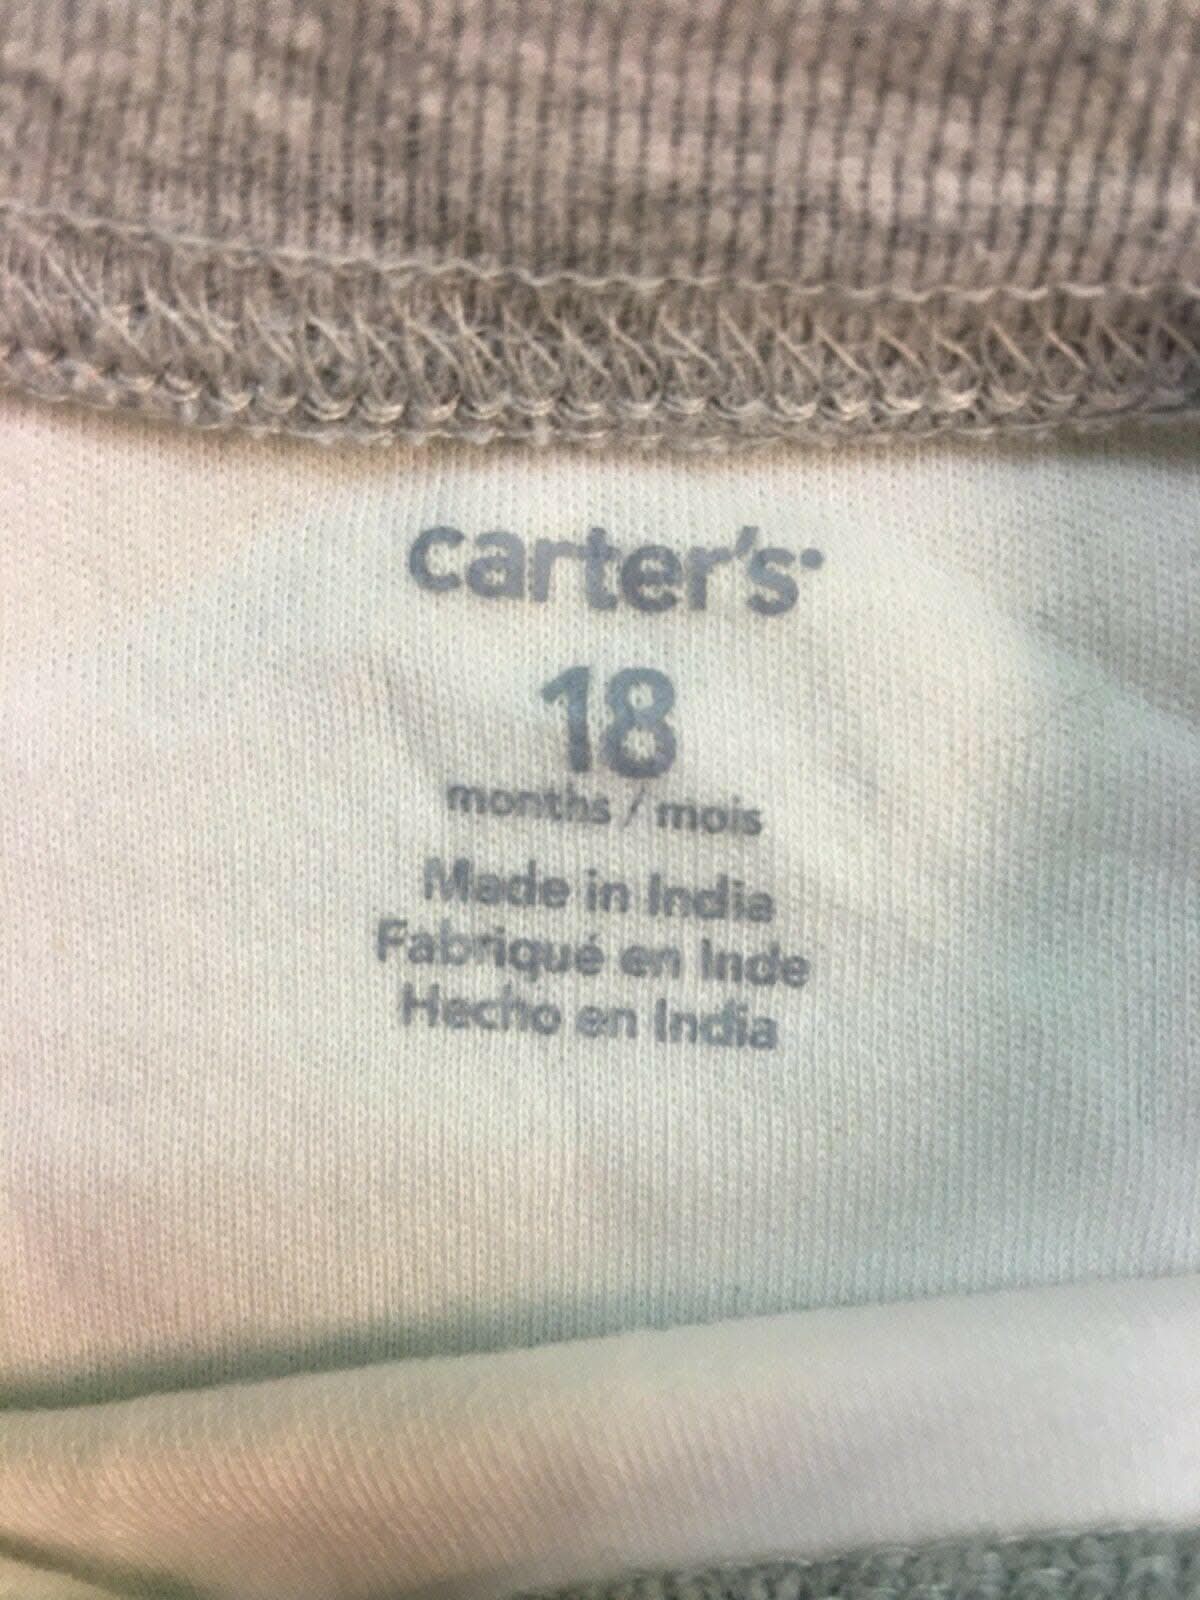 carter's
18
months / mois
Made in India
Fabriqué en Inde
Hecho en India